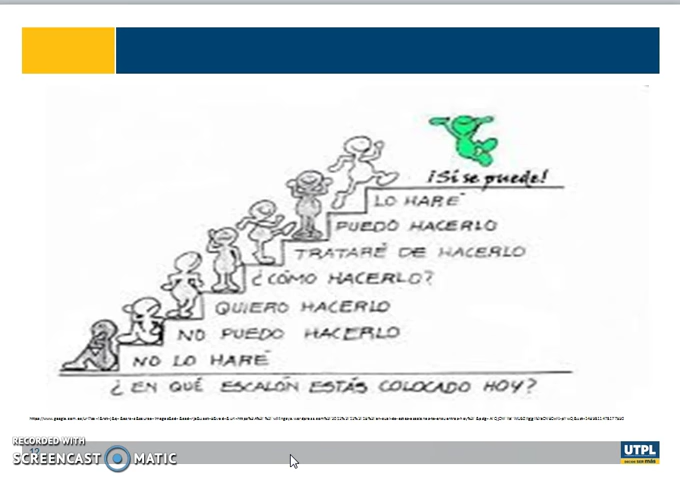 ¡Sí se puede!
LO HARÉ
PUEDO HACERLO
TRATARÉ DE HACERLO
¿CÓMO HACERLO?
QUIERO HACERLO
NO PUEDO HACERLO
NO LO HARÉ
¿EN QUÉ ESCALÓN ESTÁS COLOCADO HOY?
RECORDED WITH
SCREENCAST MATIC
UTPL